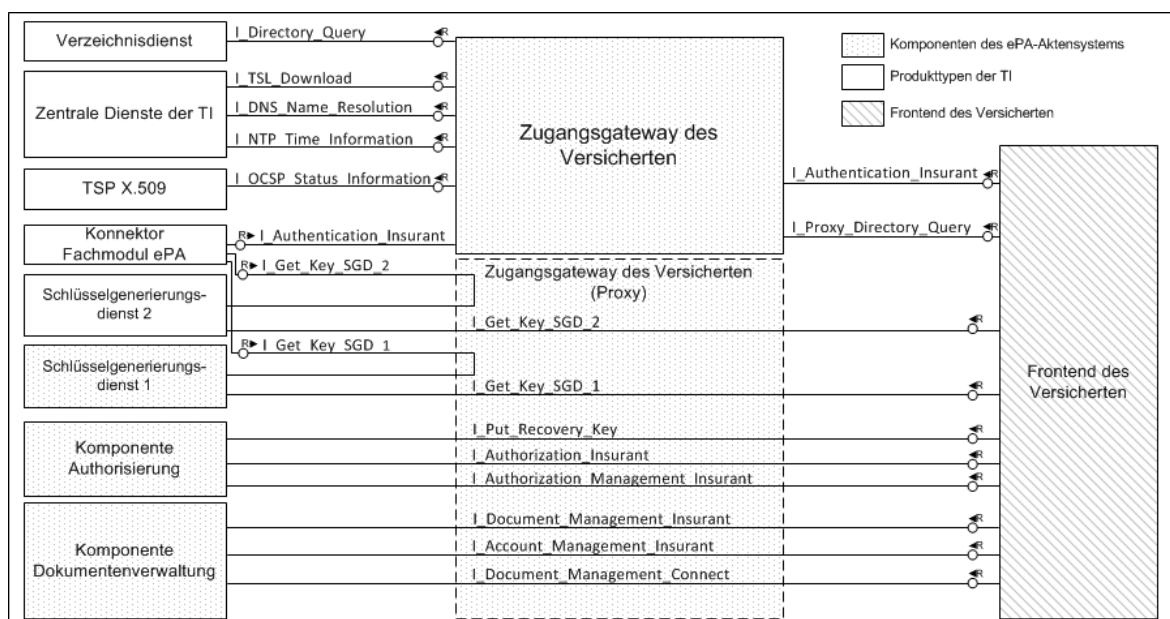 Verzeichnisdienst
I_Directory_Query
R
Zentrale Dienste der TI
I_TSL_Download
R
I_DNS_Name_Resolution
R
I_NTP_Time_Information
R
TSP X.509
I_OCSP_Status_Information
R
Konnektor
Fachmodul ePA
R
I_Authentication_Insurant
R
I_Get_Key_SGD_2
Schlüsselgenerierungs-
dienst 2
R
I_Get_Key_SGD_1
Schlüsselgenerierungs-
dienst 1
Komponente
Authorisierung
Komponente
Dokumentenverwaltung
Zugangsgateway des
Versicherten
Zugangsgateway des Versicherten
(Proxy)
I_Get_Key_SGD_2
R
I_Get_Key_SGD_1
R
I_Put_Recovery_Key
R
I_Authorization_Insurant
R
I_Authorization_Management_Insurant
R
I_Document_Management_Insurant
R
I_Account_Management_Insurant
R
I_Document_Management_Connect
R
Komponenten des ePA-Aktensystems
Produkttypen der TI
Frontend des Versicherten
I_Authentication_Insurant
R
I_Proxy_Directory_Query
R
Frontend des
Versicherten